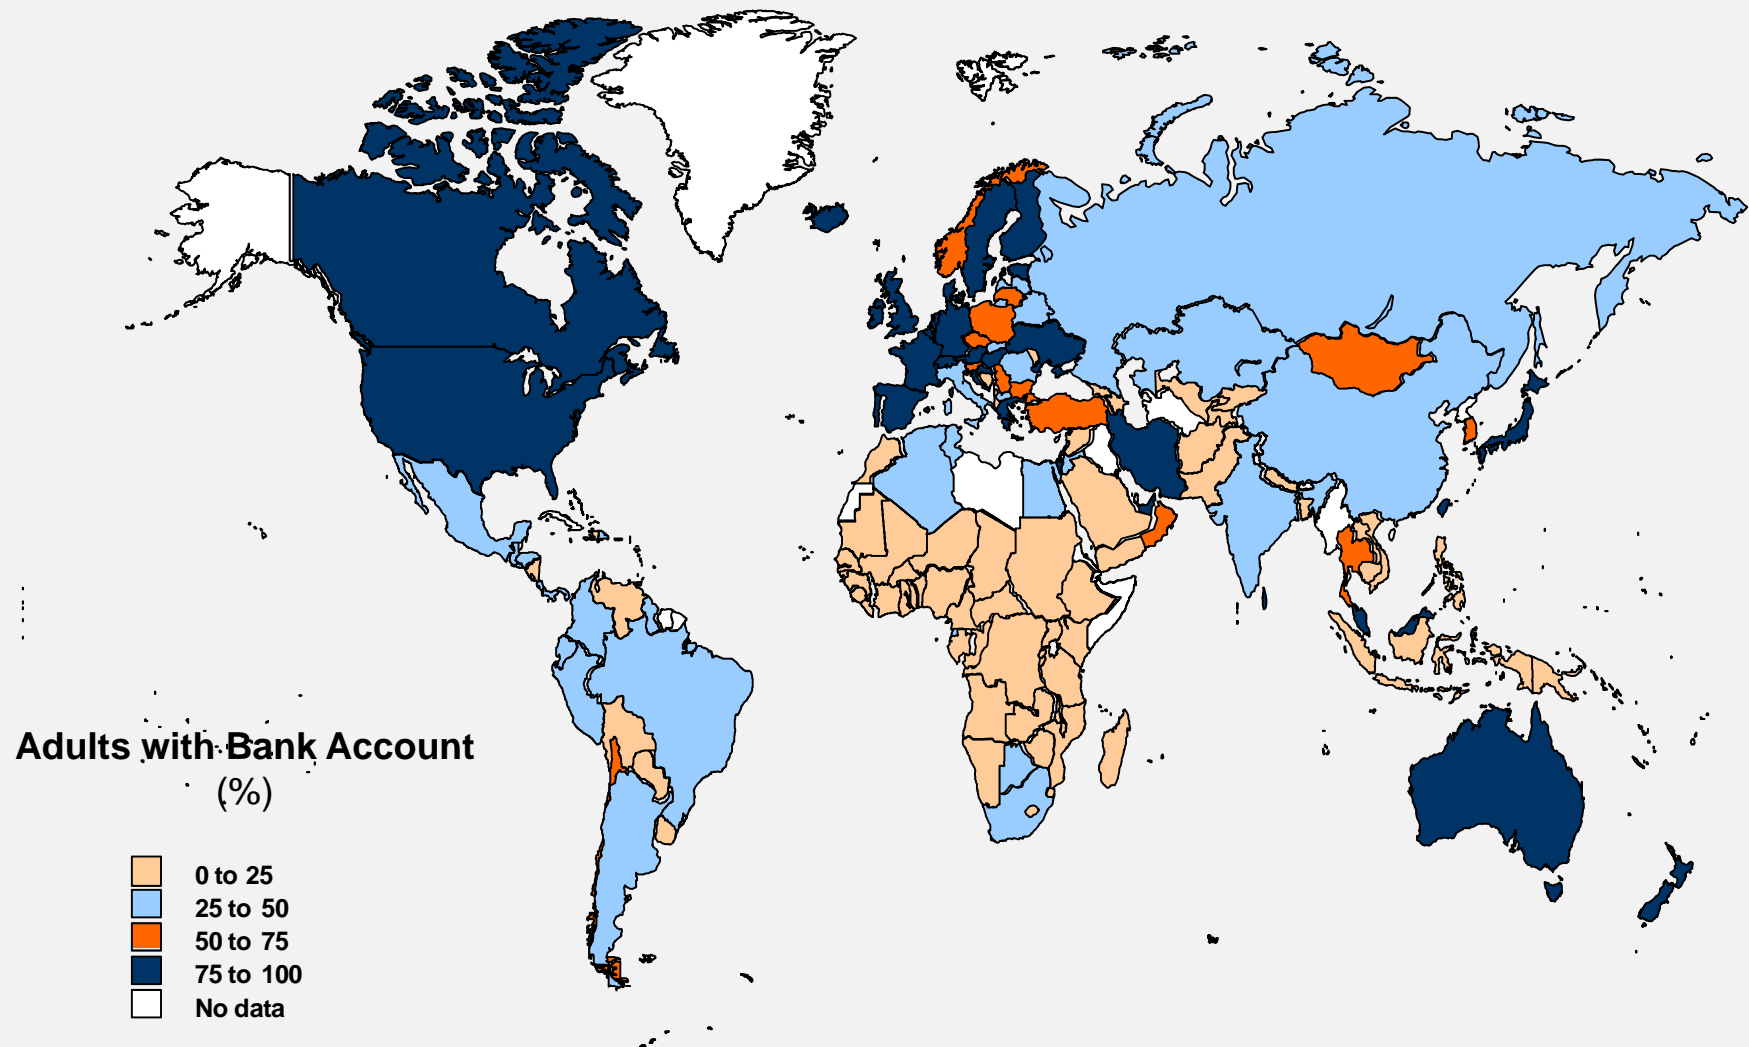 Adults with Bank Account
(%)
0 to 25
25 to 50
50 to 75
75 to 100
No data